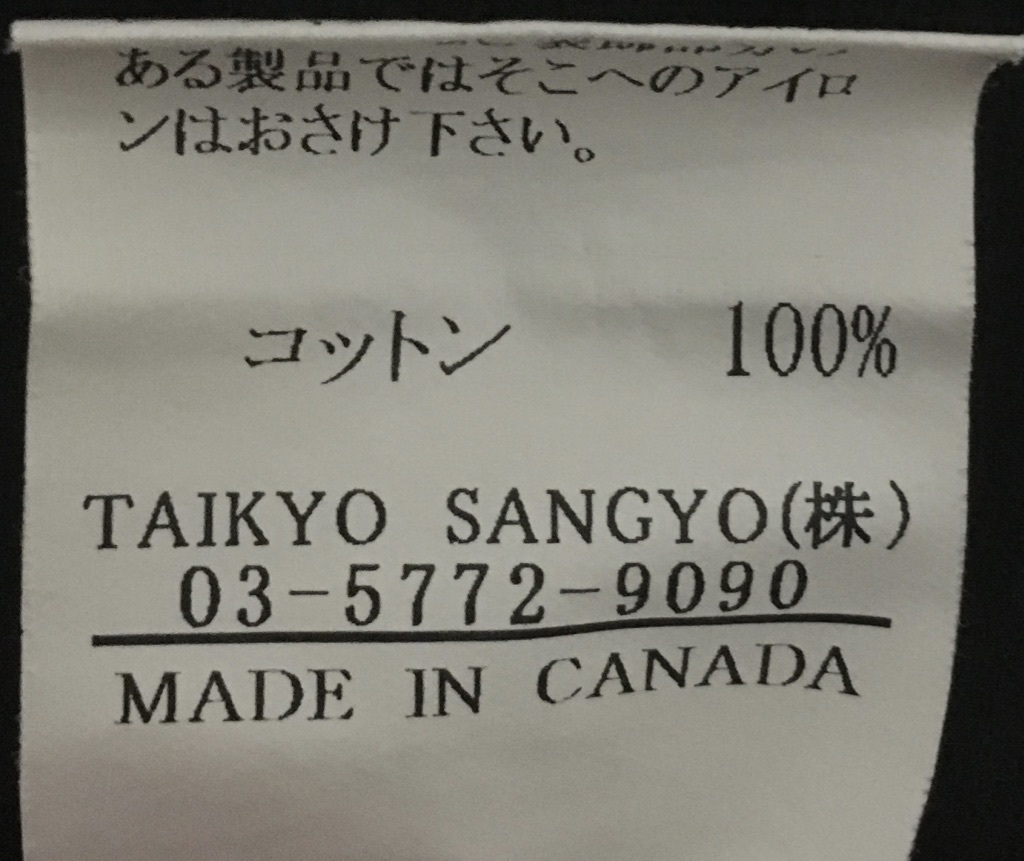 ある製品ではそこへのアイロ
ンはおさけ下さい。
コットン 100%
TAIKYO SANGYO(株)
03-5772-9090
MADE IN CANADA